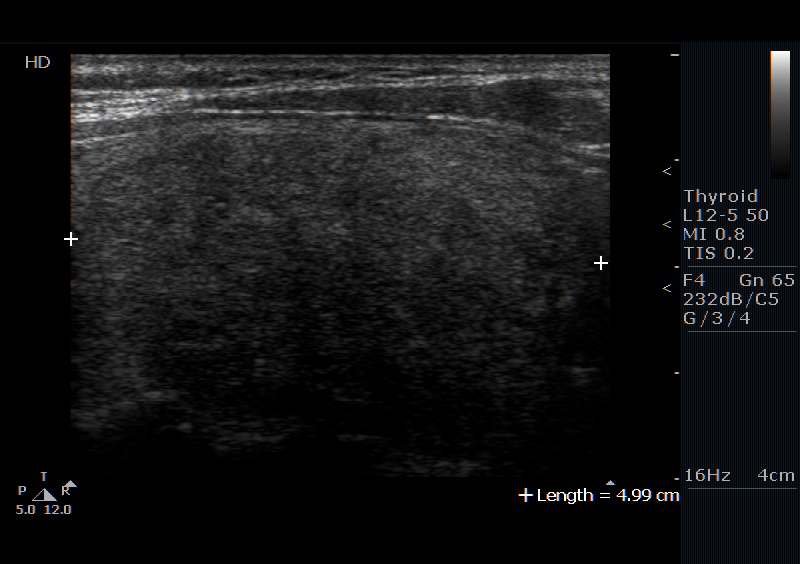 HD
Thyroid
L12-5 50
MI 0.8
TIS 0.2
F4 Gn 65
232dB/C5
G/3/4
16Hz 4cm
T
P R
5.0 12.0
+ Length = 4.99 cm